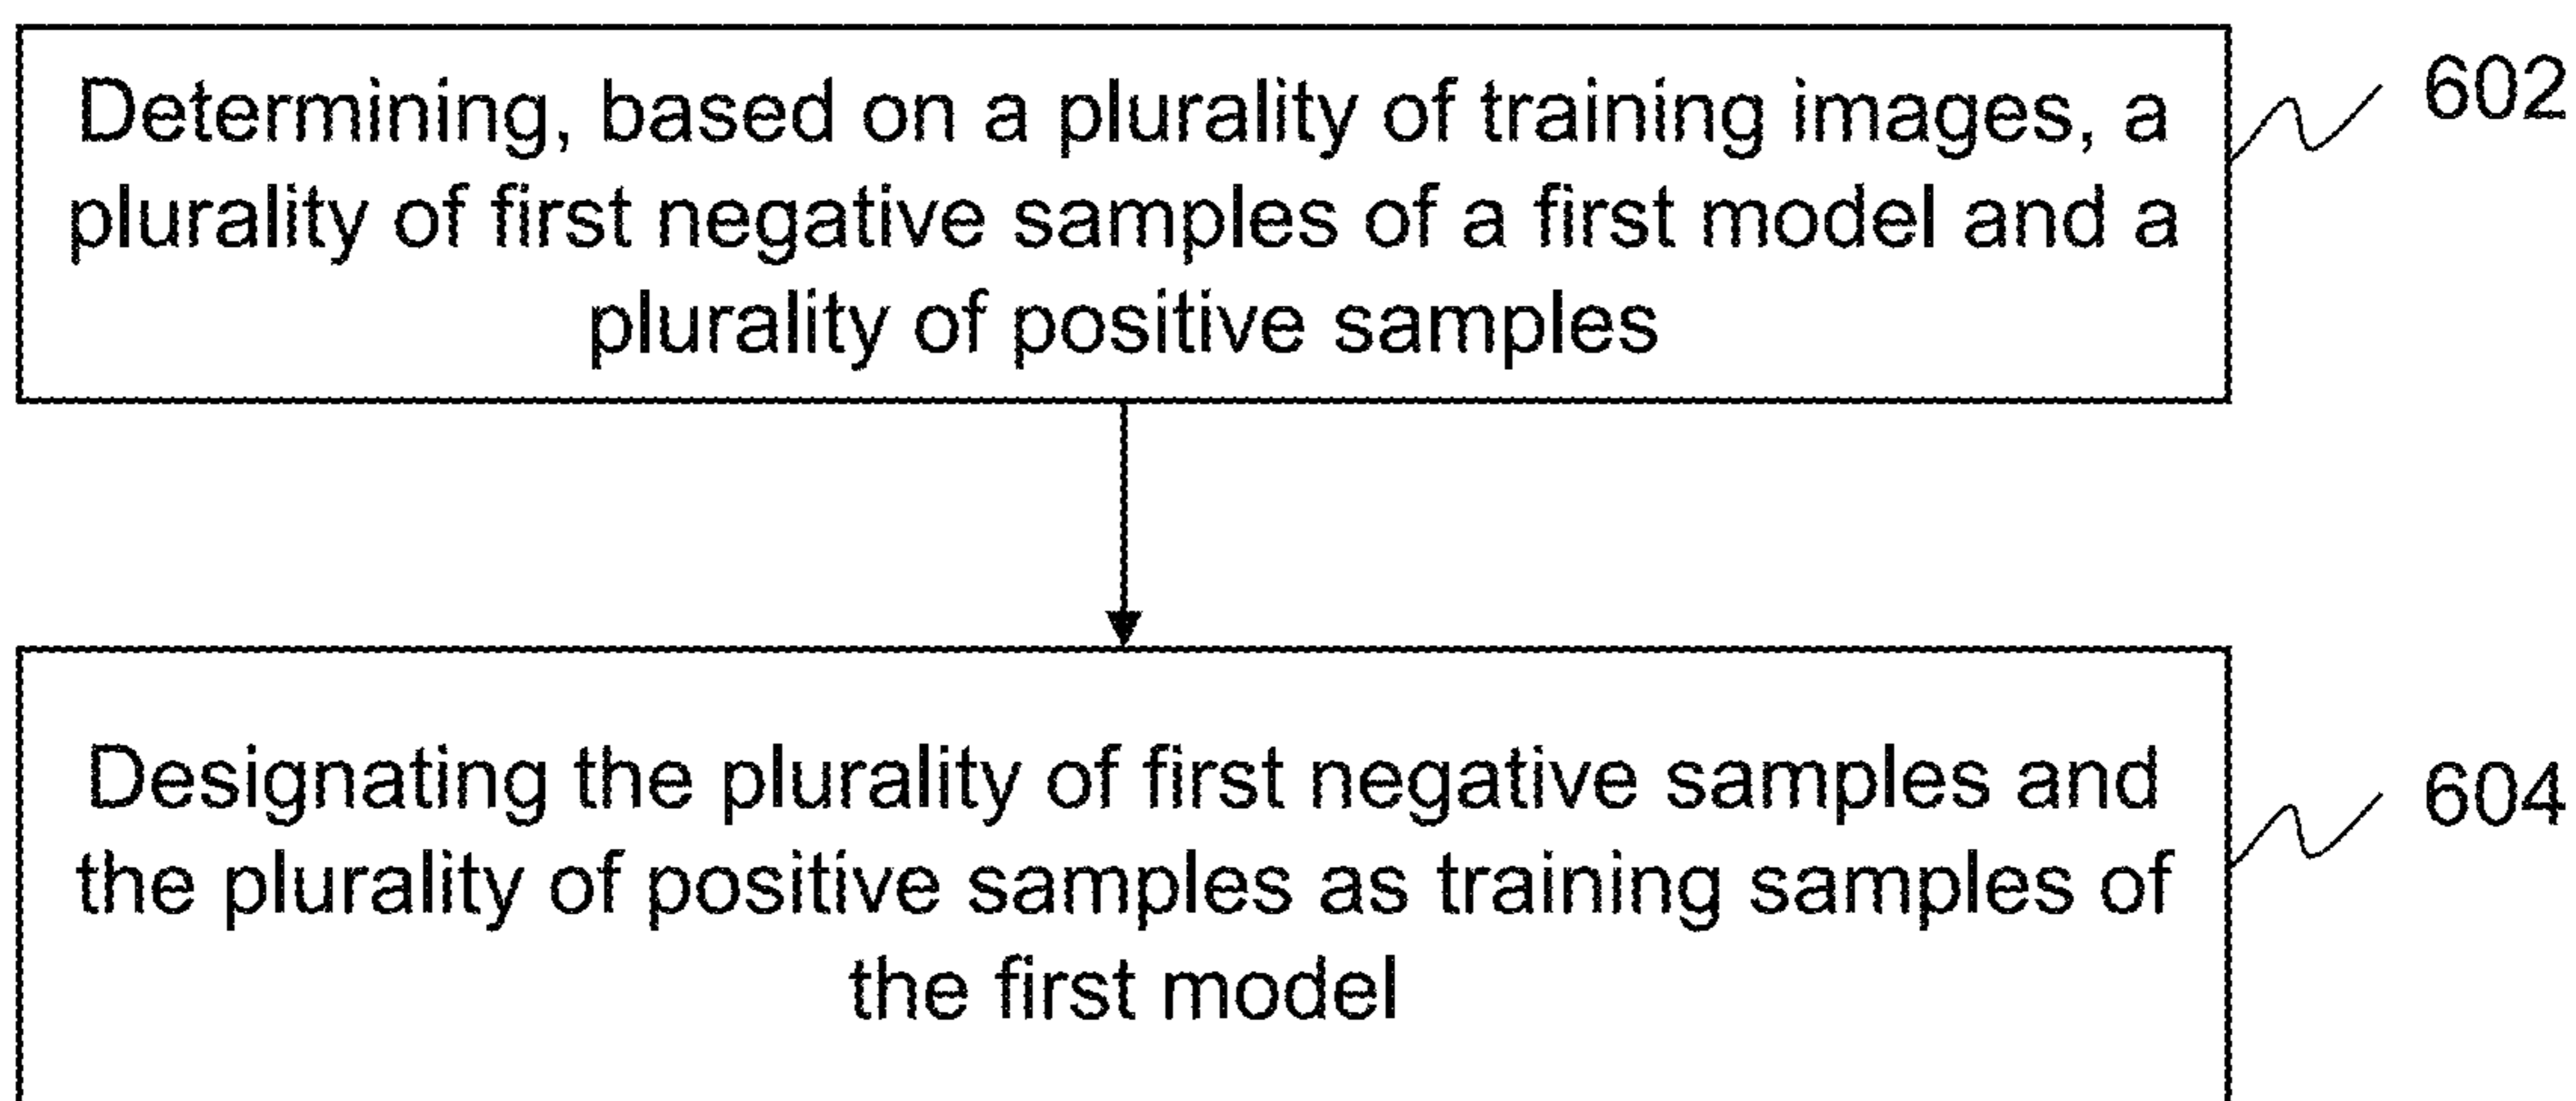 Determining, based on a plurality of training images, a
plurality of first negative samples of a first model and a
plurality of positive samples
602
Designating the plurality of first negative samples and
the plurality of positive samples as training samples of
the first model
604